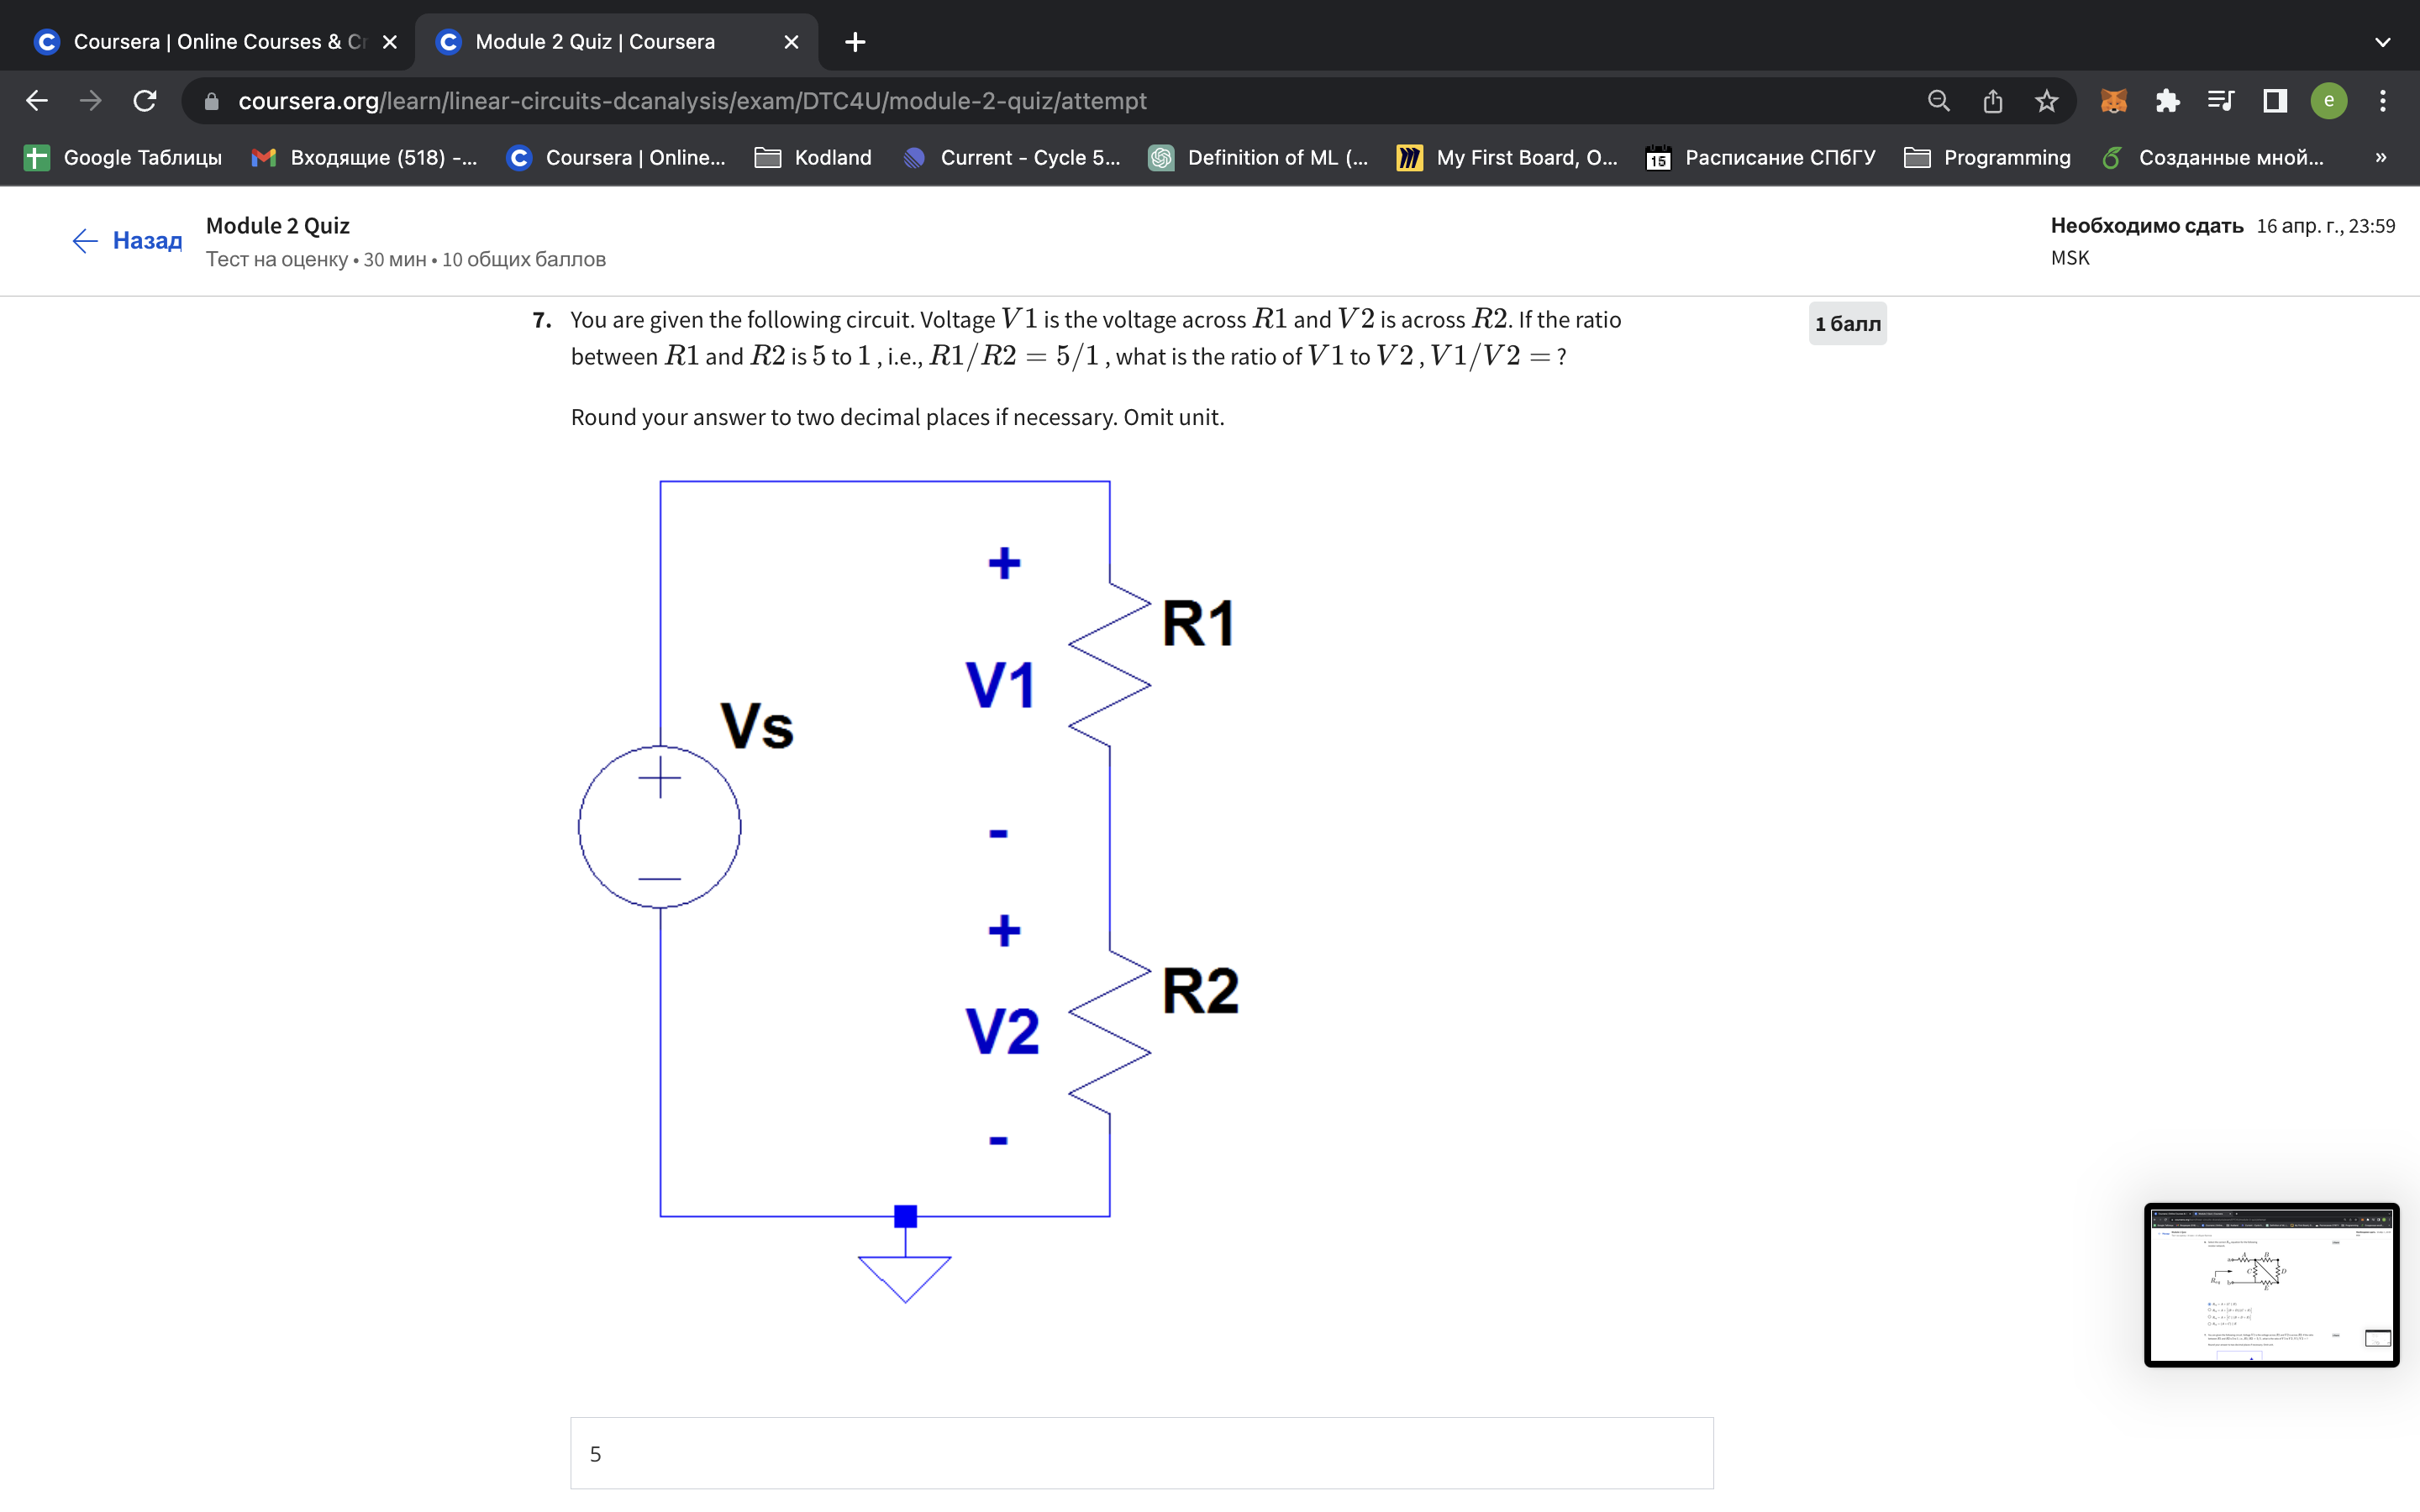 Coursera | Online Courses & Cr
Module 2 Quiz | Coursera
coursera.org/learn/linear-circuits-dcanalysis/exam/DTC4U/module-2-quiz/attempt
e
Google Таблицы
Входящие (518) -...
Coursera | Online...
Kodland
Current - Cycle 5...
Definition of ML (...
My First Board, O...
15
Расписание СПбГУ
Programming
Созданные мной...
»
Назад
Module 2 Quiz
Тест на оценку • 30 мин • 10 общих баллов
Необходимо сдать 16 апр. г., 23:59
MSK
7. You are given the following circuit. Voltage V1 is the voltage across R1 and V2 is across R2. If the ratio
between R1 and R2 is 5 to 1 , i.e., R1/R2 = 5/1 , what is the ratio of V1 to V2 , V1/V2 = ?
1 балл
Round your answer to two decimal places if necessary. Omit unit.
+
R1
V1
Vs
-
+
R2
V2
-
5